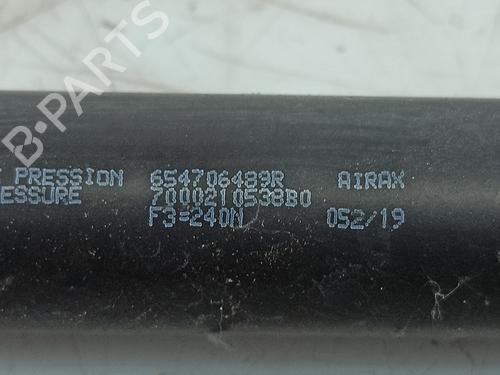 B-PARTS
PRESSION 654706489R AIRAX
ESSURE 7000210538B0
F3=240N 052/19